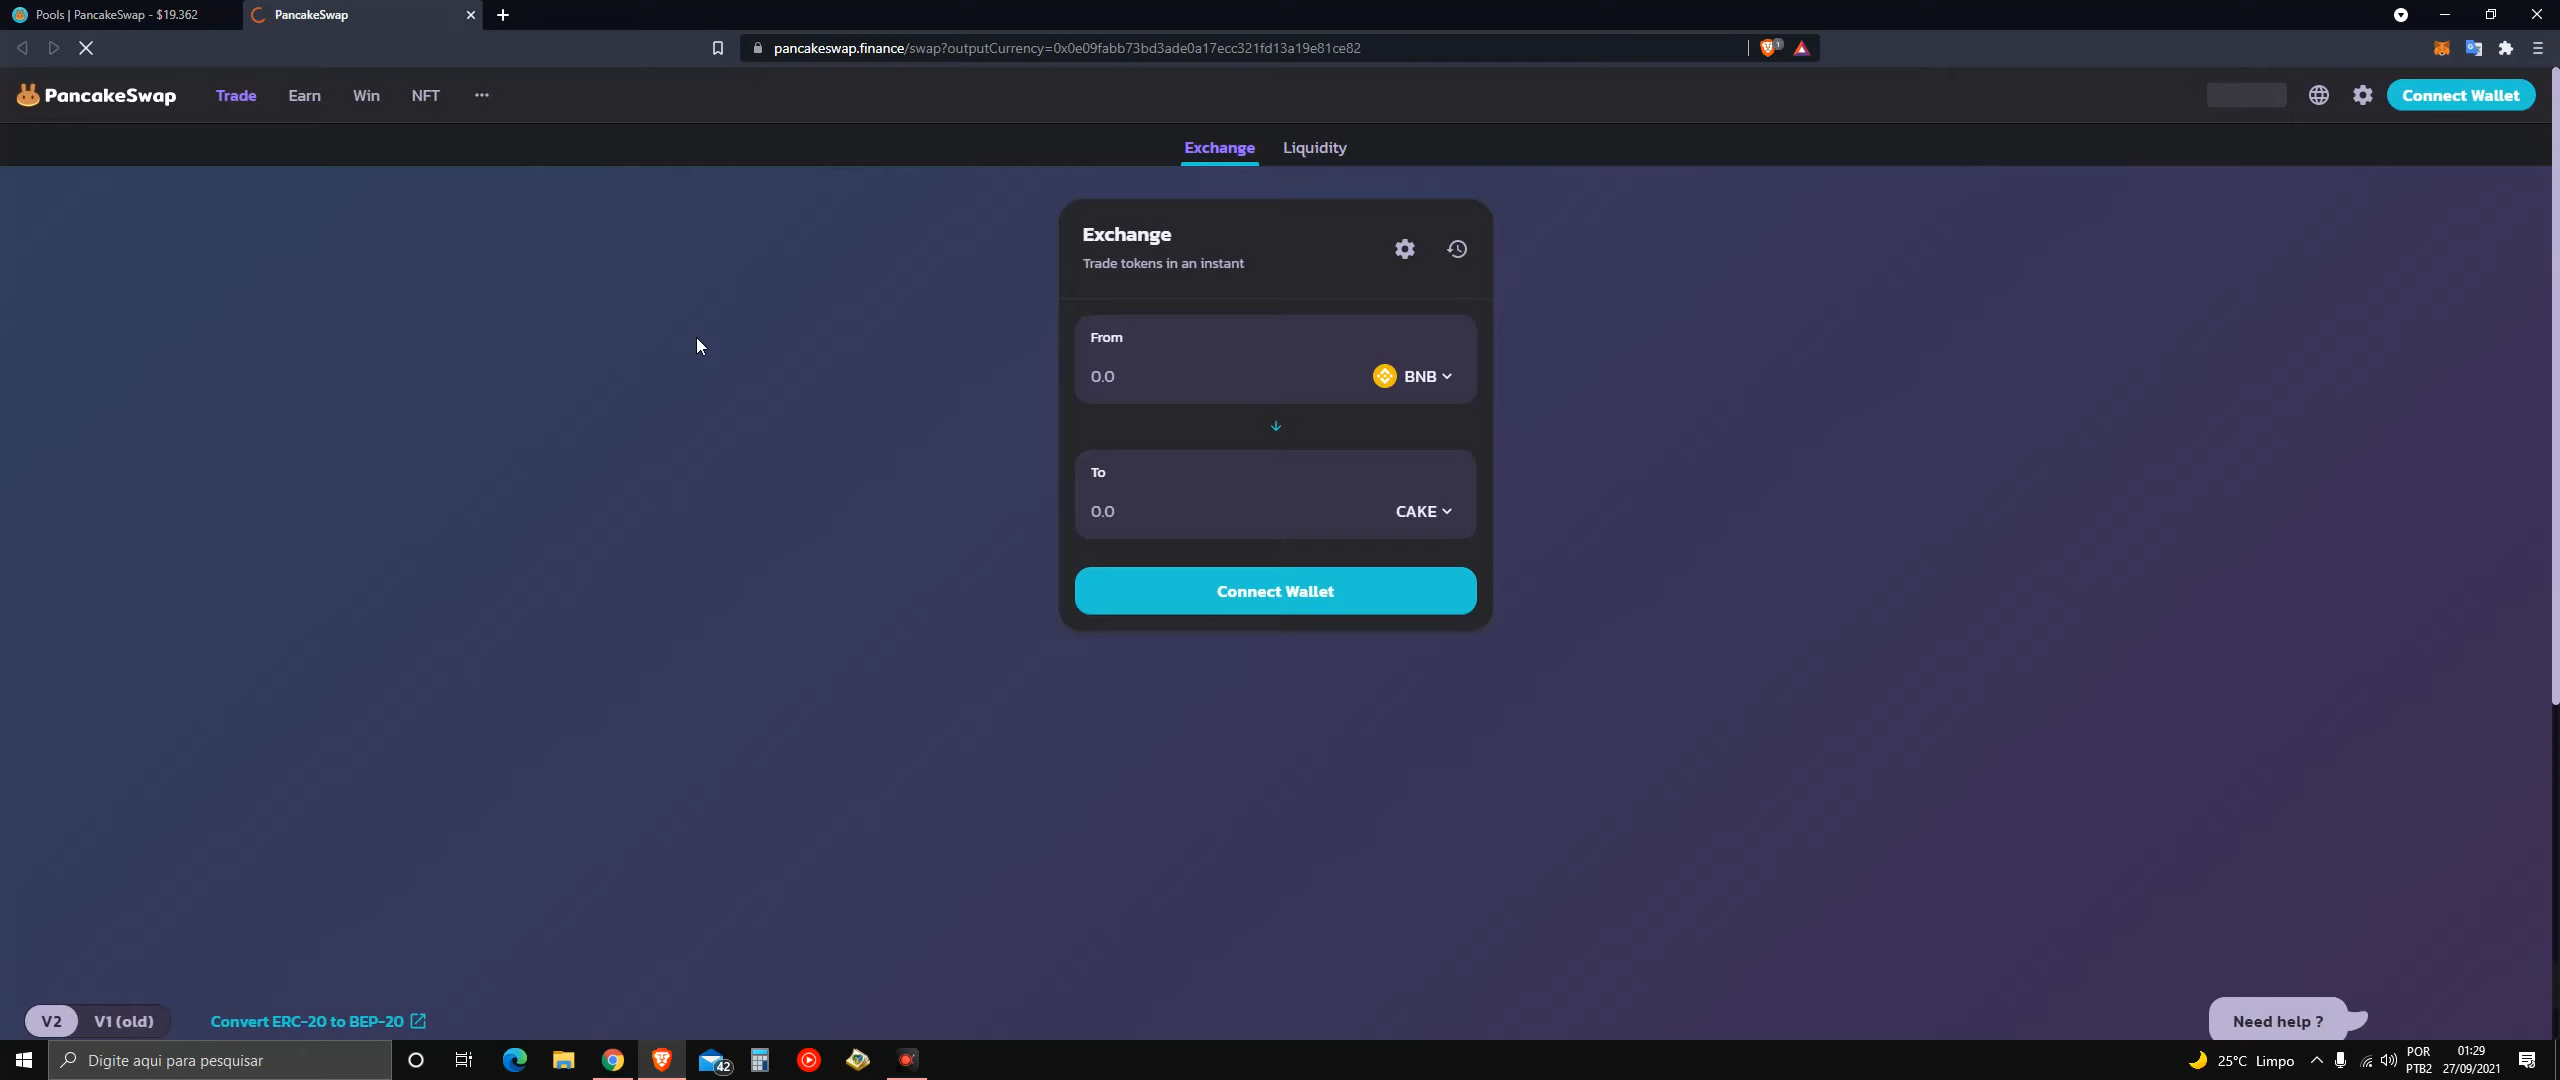 Pools | PancakeSwap - $19.362
PancakeSwap
pancakeswap.finance/swap?outputCurrency=0x0e09fabb73bd3ade0a17ecc321fd13a19e81ce82
1
PancakeSwap
Trade
Earn
Win
NFT
Connect Wallet
Exchange
Liquidity
Exchange
Trade tokens in an instant
From
0.0
BNB
To
0.0
CAKE
Connect Wallet
V2
V1 (old)
Convert ERC-20 to BEP-20
Need help ?
Digite aqui para pesquisar
42
25°C Limpo
POR
PTB2
01:29
27/09/2021